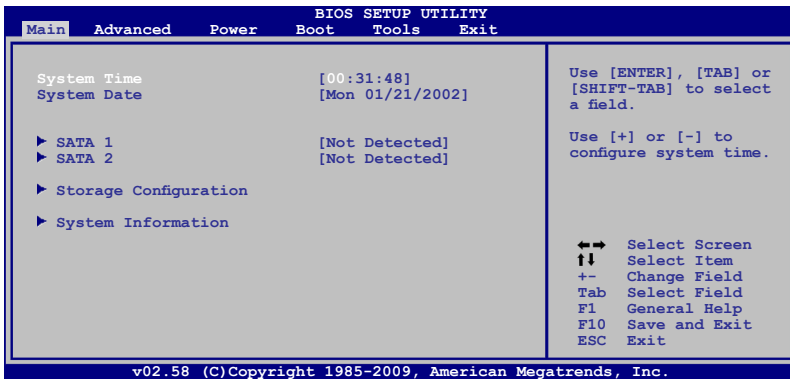 BIOS SETUP UTILITY
Main Advanced Power Boot Tools Exit
System Time [00:31:48]
System Date [Mon 01/21/2002]
SATA 1 [Not Detected]
SATA 2 [Not Detected]
Storage Configuration
System Information
Use [ENTER], [TAB] or
[SHIFT-TAB] to select
a field.
Use [+] or [-] to
configure system time.
←→ Select Screen
↑↓ Select Item
+- Change Field
Tab Select Field
F1 General Help
F10 Save and Exit
ESC Exit
v02.58 (C)Copyright 1985-2009, American Megatrends, Inc.